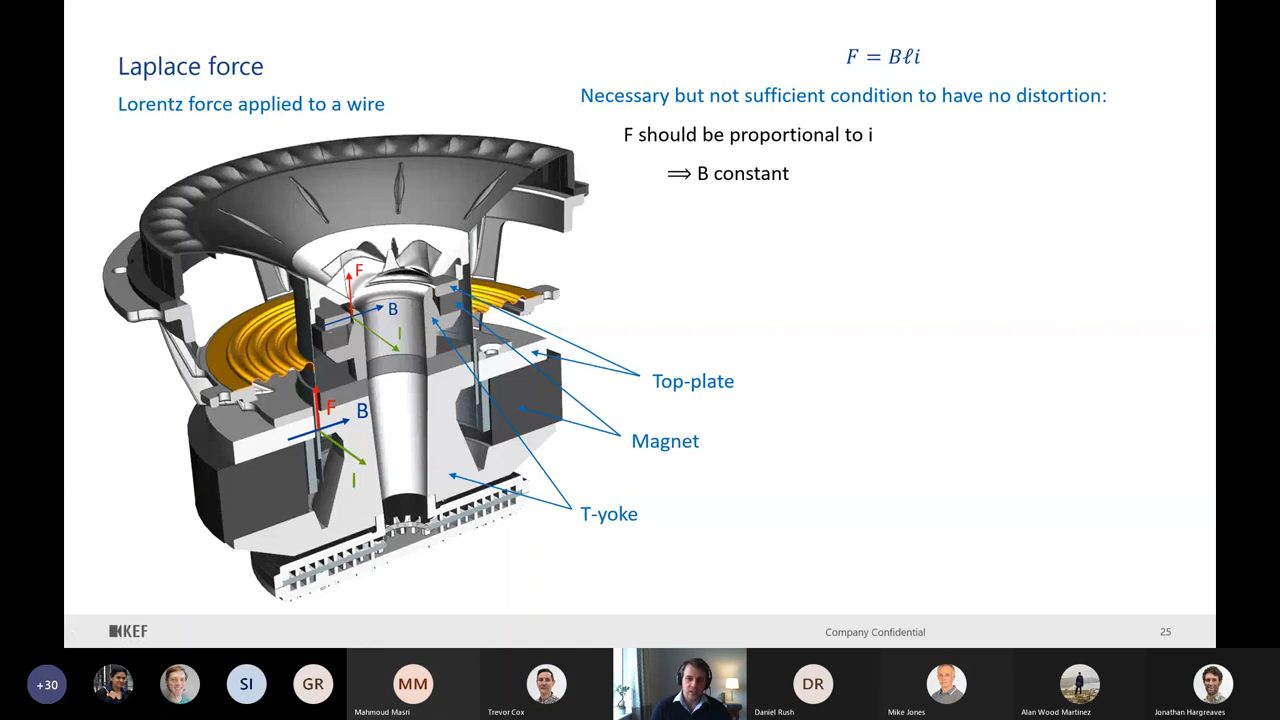 Laplace force
Lorentz force applied to a wire
F = Bℓi
Necessary but not sufficient condition to have no distortion:
F should be proportional to i
⟹ B constant
F
B
I
F
B
I
Top-plate
Magnet
T-yoke
KEF
Company Confidential
25
+30
SI
GR
MM
Mahmoud Masri
Trevor Cox
DR
Daniel Rush
Mike Jones
Alan Wood Martinez
Jonathan Hargreaves